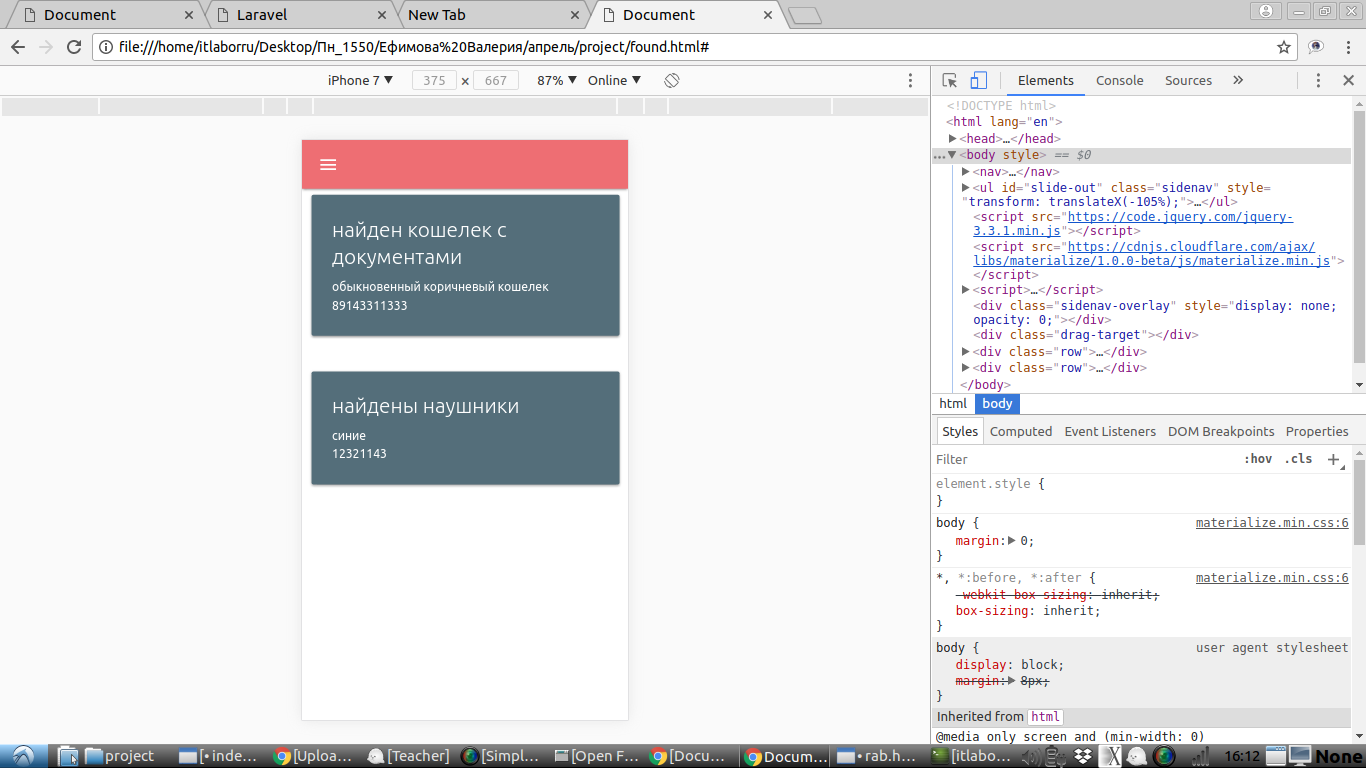 Document
Laravel
New Tab
Document
file:///home/itlaborru/Desktop/Пн_1550/Ефимова%20Валерия/апрель/project/found.html#
iPhone 7 ▼ 375 × 667 87% ▼ Online ▼
найден кошелек с
документами
обыкновенный коричневый кошелек
89143311333
найдены наушники
синие
12321143
Elements Console Sources »
<!DOCTYPE html>
<html lang="en">
▶<head>…</head>
…▼<body style> == $0
▶<nav>…</nav>
▶<ul id="slide-out" class="sidenav" style=
"transform: translateX(-105%);">…</ul>
<script src="https://code.jquery.com/jquery-
3.3.1.min.js"></script>
<script src="https://cdnjs.cloudflare.com/ajax/
libs/materialize/1.0.0-beta/js/materialize.min.js">
</script>
▶<script>…</script>
<div class="sidenav-overlay" style="display: none;
opacity: 0;"></div>
<div class="drag-target"></div>
▶<div class="row">…</div>
▶<div class="row">…</div>
</body>
html body
Styles Computed Event Listeners DOM Breakpoints Properties
Filter :hov .cls +
element.style {
}
body { materialize.min.css:6
margin:▶ 0;
}
*, *:before, *:after { materialize.min.css:6
-webkit-box-sizing: inherit;
box-sizing: inherit;
}
body { user agent stylesheet
display: block;
margin:▶ 8px;
}
Inherited from html
@media only screen and (min-width: 0)
project [• inde... [Uploa... [Teacher] [Simpl... [Open F... [Docu... Docum... [• rab.h... [itlabo... 16:12 None